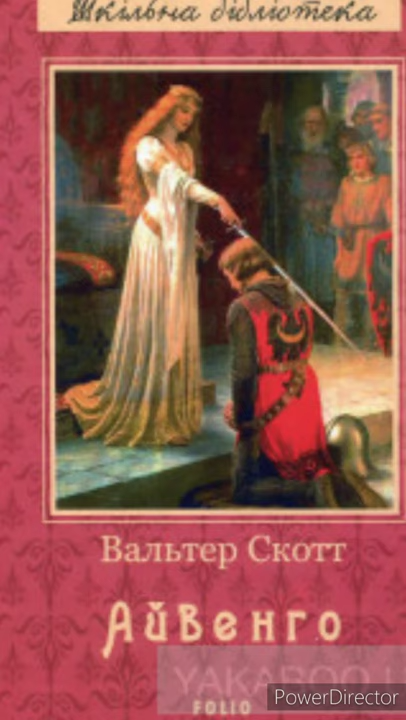 Шкільна бібліотека
Вальтер Скотт
Айвенго
YAKABOO
FOLIO
PowerDirector